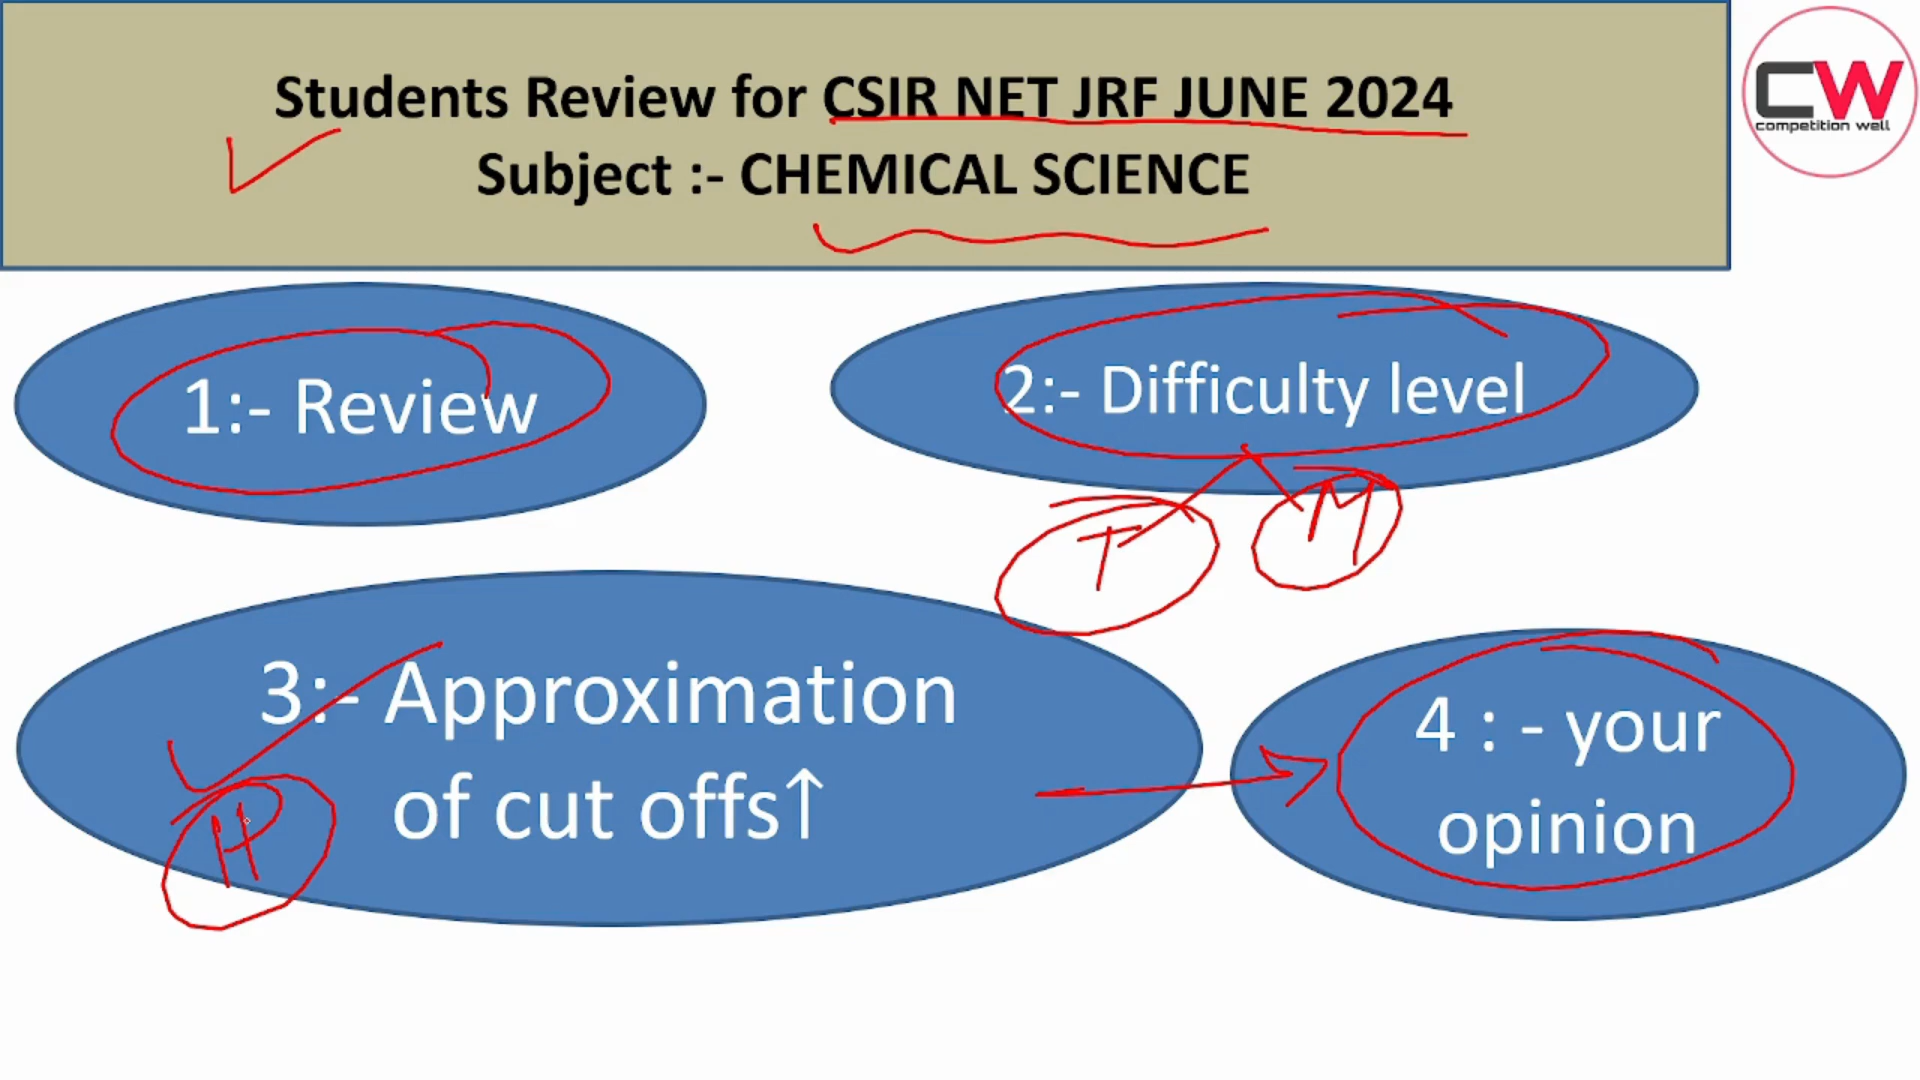 Students Review for CSIR NET JRF JUNE 2024
Subject :- CHEMICAL SCIENCE
CW
competition well
1:- Review
2:- Difficulty level
T
M
3:- Approximation
of cut offs↑
H
4 : - your
opinion